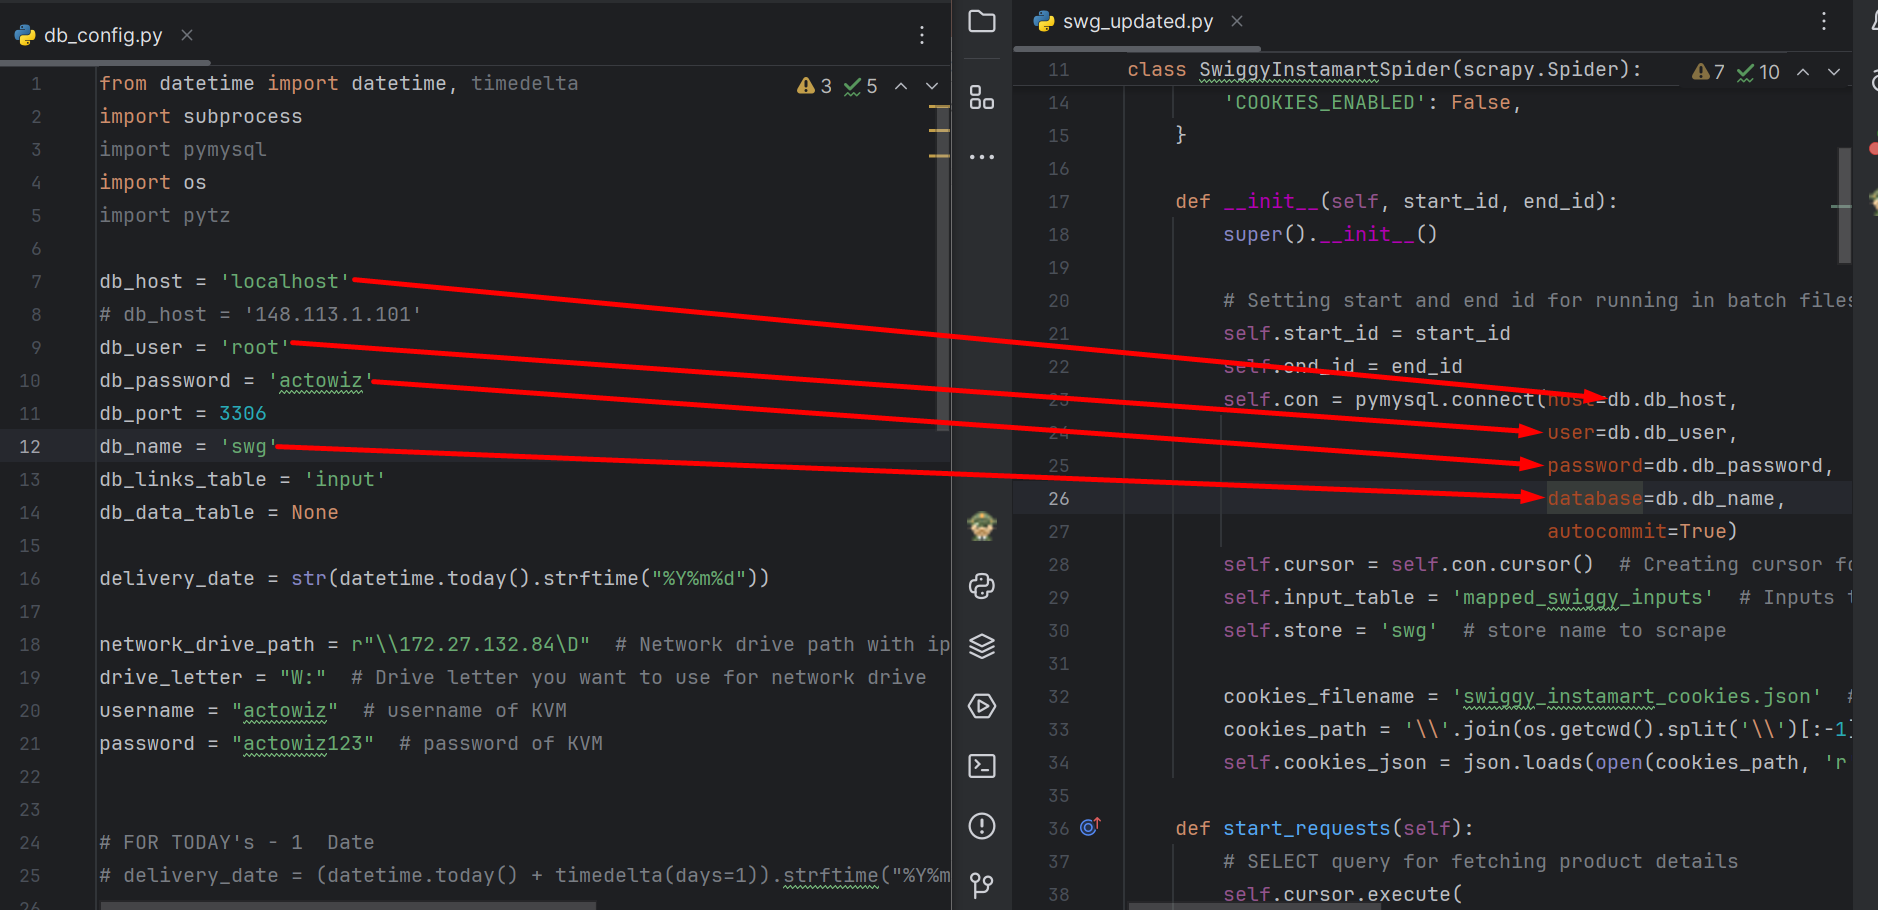 db_config.py
1 from datetime import datetime, timedelta
3 5
2 import subprocess
3 import pymysql
4 import os
5 import pytz
6
7 db_host = 'localhost'
8 # db_host = '148.113.1.101'
9 db_user = 'root'
10 db_password = 'actowiz'
11 db_port = 3306
12 db_name = 'swg'
13 db_links_table = 'input'
14 db_data_table = None
15
16 delivery_date = str(datetime.today().strftime("%Y%m%d"))
17
18 network_drive_path = r"\\172.27.132.84\D"  # Network drive path with ip
19 drive_letter = "W:"  # Drive letter you want to use for network drive
20 username = "actowiz"  # username of KVM
21 password = "actowiz123"  # password of KVM
22
23
24 # FOR TODAY's - 1  Date
25 # delivery_date = (datetime.today() + timedelta(days=1)).strftime("%Y%m
26
swg_updated.py
11 class SwiggyInstamartSpider(scrapy.Spider):
7 10
14 'COOKIES_ENABLED': False,
15 }
16
17 def __init__(self, start_id, end_id):
18 super().__init__()
19
20 # Setting start and end id for running in batch files
21 self.start_id = start_id
22 self.end_id = end_id
23 self.con = pymysql.connect(host=db.db_host,
24 user=db.db_user,
25 password=db.db_password,
26 database=db.db_name,
27 autocommit=True)
28 self.cursor = self.con.cursor()  # Creating cursor fo
29 self.input_table = 'mapped_swiggy_inputs'  # Inputs t
30 self.store = 'swg'  # store name to scrape
31
32 cookies_filename = 'swiggy_instamart_cookies.json'  #
33 cookies_path = '\\'.join(os.getcwd().split('\\')[:-1]
34 self.cookies_json = json.loads(open(cookies_path, 'r
35
36 def start_requests(self):
37 # SELECT query for fetching product details
38 self.cursor.execute(